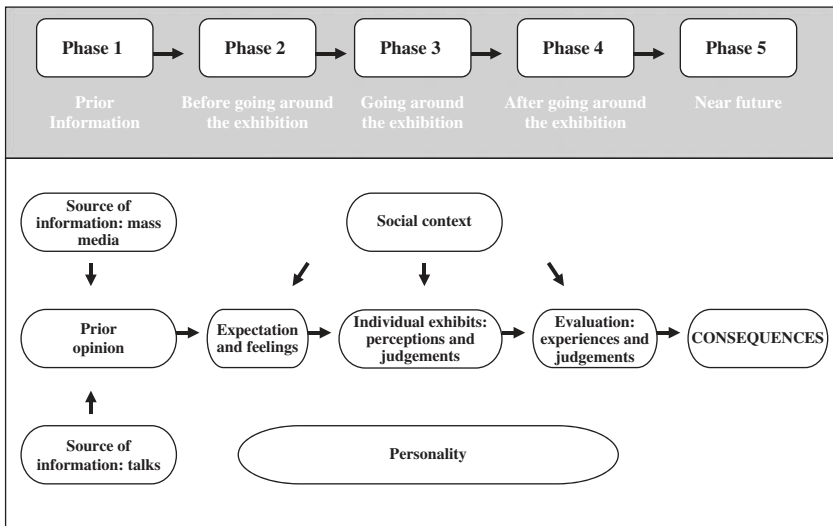 Phase 1
Phase 2
Phase 3
Phase 4
Phase 5
Prior
Information
Before going around
the exhibition
Going around
the exhibition
After going around
the exhibition
Near future
Source of
information: mass
media
Social context
Prior
opinion
Expectation
and feelings
Individual exhibits:
perceptions and
judgements
Evaluation:
experiences and
judgements
CONSEQUENCES
Source of
information: talks
Personality